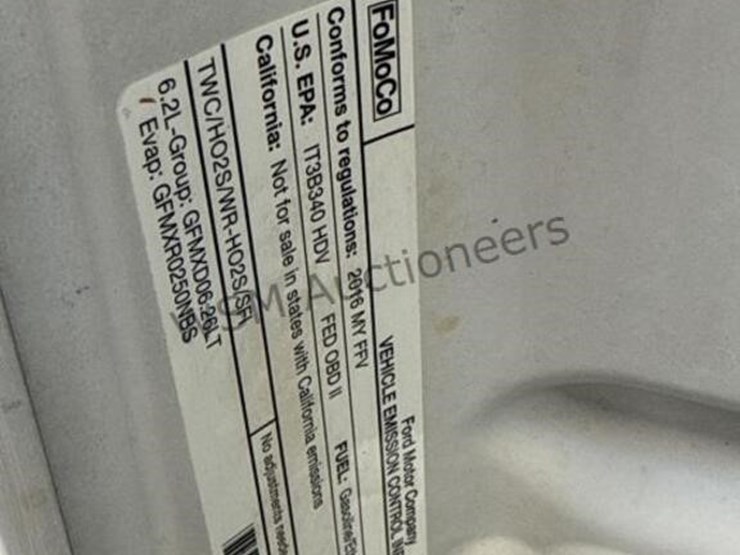 FoMoCo
Ford Motor Company
VEHICLE EMISSION CONTROL
Conforms to regulations: 2016 MY FFV
FUEL:
U.S. EPA: IT3B340 HDV FED OBD II
California: Not for sale in states with California emissions
TWC/HO2S/WR-HO2S/SFI
No adjustments
6.2L-Group: GFMXD06.26LT
Evap: GFMXR0250NBS
Auctioneers